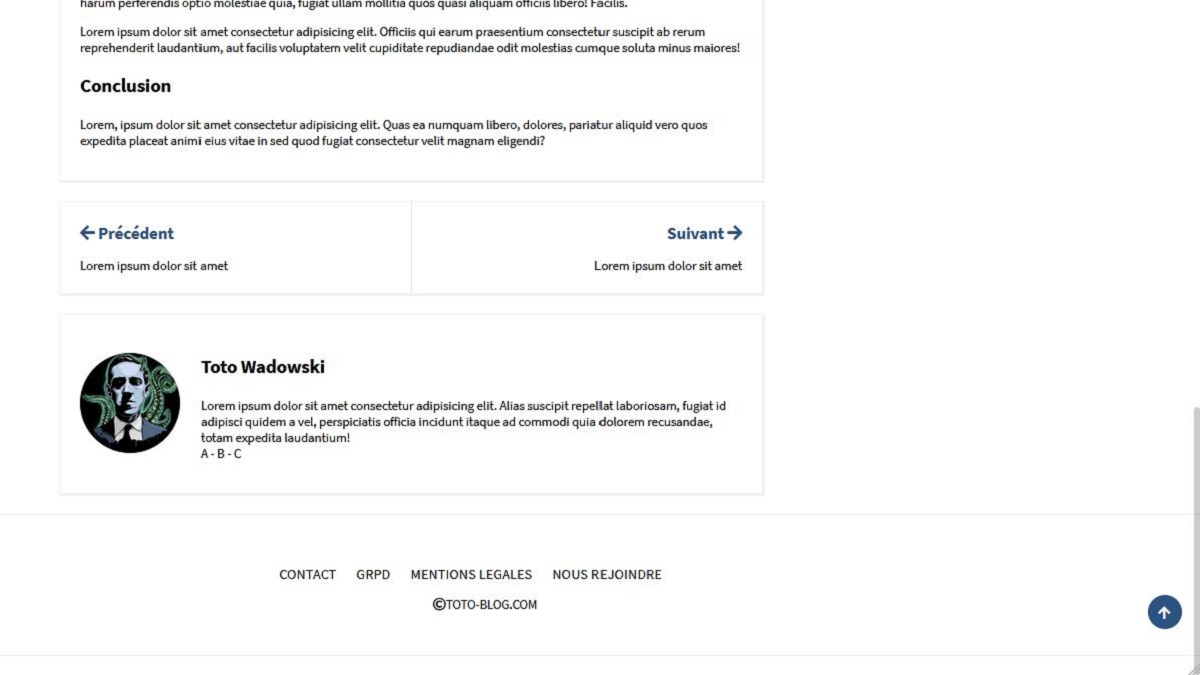 harum perferendis optio molestiae quia, fugiat ullam mollitia quos quasi aliquam officiis libero! Facilis.
Lorem ipsum dolor sit amet consectetur adipisicing elit. Officiis qui earum praesentium consectetur suscipit ab rerum
reprehenderit laudantium, aut facilis voluptatem velit cupiditate repudiandae odit molestias cumque soluta minus maiores!
Conclusion
Lorem, ipsum dolor sit amet consectetur adipisicing elit. Quas ea numquam libero, dolores, pariatur aliquid vero quos
expedita placeat animi eius vitae in sed quod fugiat consectetur velit magnam eligendi?
Précédent
Lorem ipsum dolor sit amet
Suivant
Lorem ipsum dolor sit amet
Toto Wadowski
Lorem ipsum dolor sit amet consectetur adipisicing elit. Alias suscipit repellat laboriosam, fugiat id
adipisci quidem a vel, perspiciatis officia incidunt itaque ad commodi quia dolorem recusandae,
totam expedita laudantium!
A - B - C
CONTACT GRPD MENTIONS LEGALES NOUS REJOINDRE
©TOTO-BLOG.COM